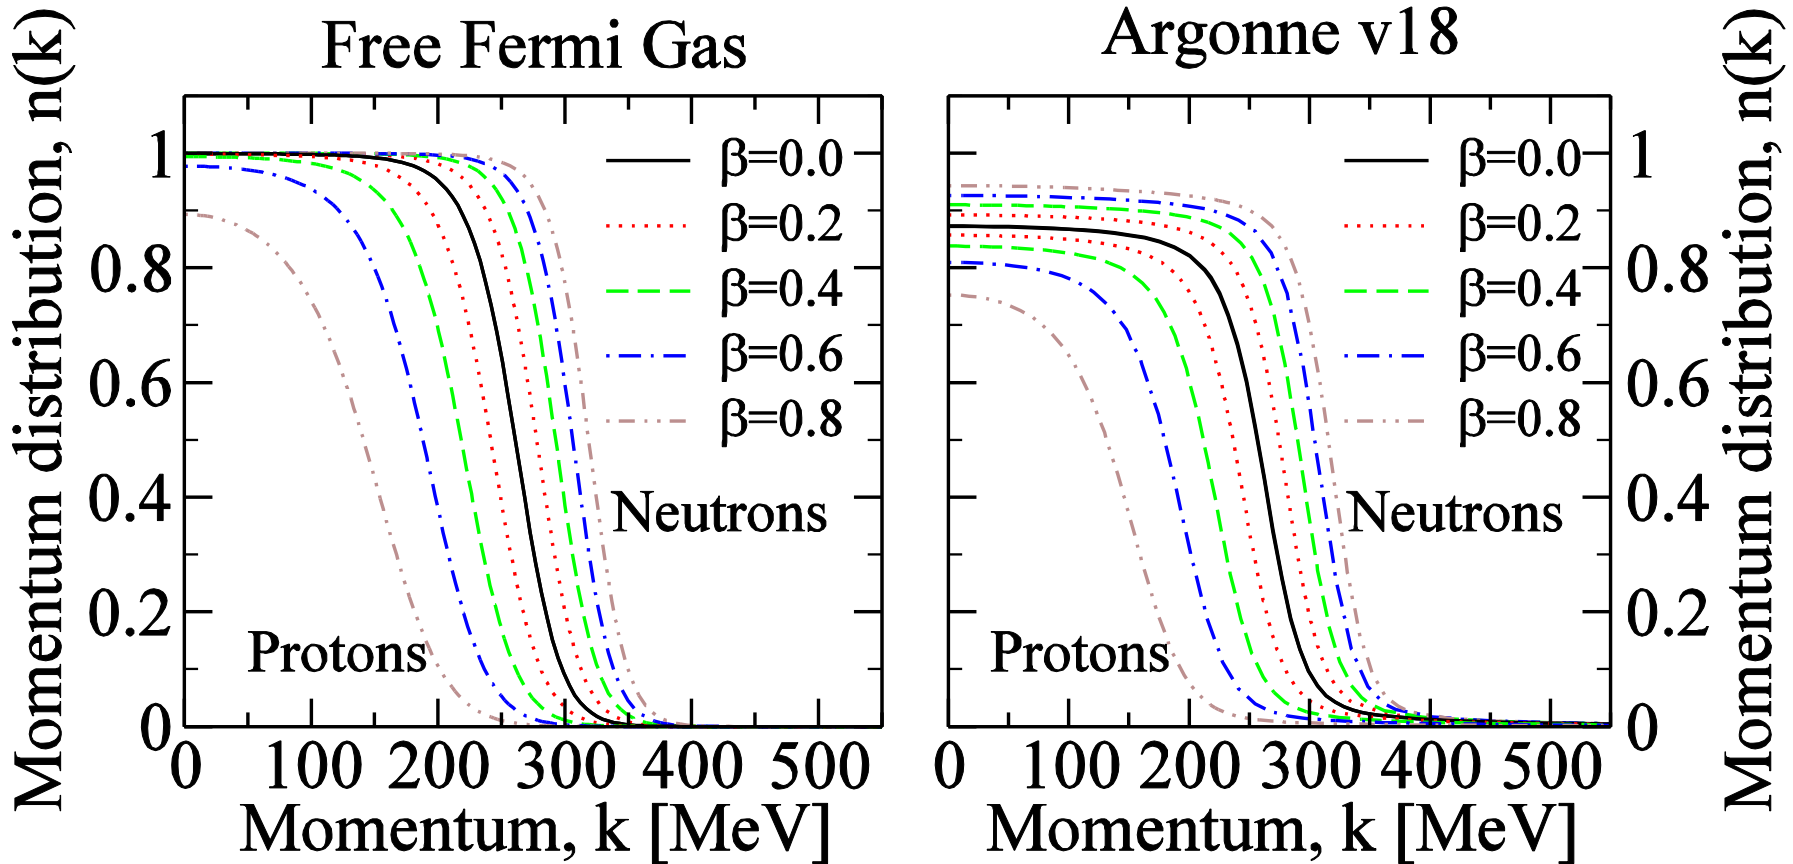 Free Fermi Gas
Argonne v18
Momentum distribution, n(k)
1
0.8
0.6
0.4
0.2
0
β=0.0
β=0.2
β=0.4
β=0.6
β=0.8
Neutrons
Protons
0 100 200 300 400 500
Momentum, k [MeV]
β=0.0
β=0.2
β=0.4
β=0.6
β=0.8
Neutrons
Protons
0 100 200 300 400 500
Momentum, k [MeV]
1
0.8
0.6
0.4
0.2
0
Momentum distribution, n(k)